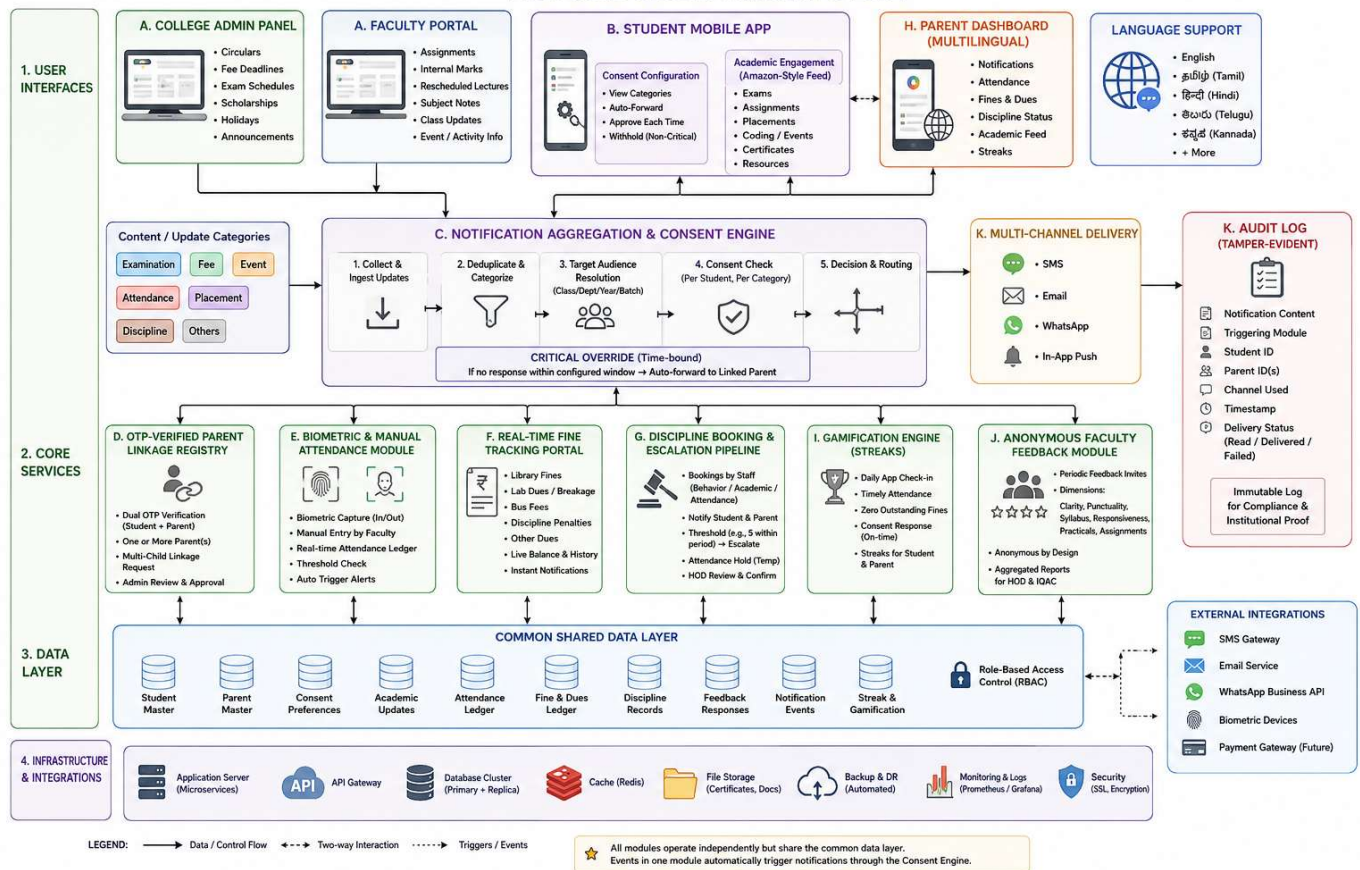 1. USER
INTERFACES
A. COLLEGE ADMIN PANEL
• Circulars
• Fee Deadlines
• Exam Schedules
• Scholarships
• Holidays
• Announcements
A. FACULTY PORTAL
• Assignments
• Internal Marks
• Rescheduled Lectures
• Subject Notes
• Class Updates
• Event / Activity Info
B. STUDENT MOBILE APP
Consent Configuration
• View Categories
• Auto-Forward
• Approve Each Time
• Withhold (Non-Critical)
Academic Engagement
(Amazon-Style Feed)
• Exams
• Assignments
• Placements
• Coding / Events
• Certificates
• Resources
H. PARENT DASHBOARD
(MULTILINGUAL)
• Notifications
• Attendance
• Fines & Dues
• Discipline Status
• Academic Feed
• Streaks
LANGUAGE SUPPORT
• English
• தமிழ் (Tamil)
• हिन्दी (Hindi)
• (Telugu)
• (Kannada)
• + More
Content / Update Categories
Examination
Fee
Event
Attendance
Placement
Discipline
Others
C. NOTIFICATION AGGREGATION & CONSENT ENGINE
1. Collect &
Ingest Updates
2. Deduplicate &
Categorize
3. Target Audience
Resolution
(Class/Dept/Year/Batch)
4. Consent Check
(Per Student, Per Category)
5. Decision & Routing
CRITICAL OVERRIDE (Time-bound)
If no response within configured window → Auto-forward to Linked Parent
K. MULTI-CHANNEL DELIVERY
• SMS
• Email
• WhatsApp
• In-App Push
K. AUDIT LOG
(TAMPER-EVIDENT)
Notification Content
Triggering Module
Student ID
Parent ID(s)
Channel Used
Timestamp
Delivery Status
(Read / Delivered /
Failed)
Immutable Log
for Compliance &
Institutional Proof
2. CORE
SERVICES
D. OTP-VERIFIED PARENT
LINKAGE REGISTRY
• Dual OTP Verification
(Student + Parent)
• One or More Parent(s)
• Multi-Child Linkage
Request
• Admin Review & Approval
E. BIOMETRIC & MANUAL
ATTENDANCE MODULE
• Biometric Capture (In/Out)
• Manual Entry by Faculty
• Real-time Attendance Ledger
• Threshold Check
• Auto Trigger Alerts
F. REAL-TIME FINE
TRACKING PORTAL
₹
• Library Fines
• Lab Dues / Breakage
• Bus Fees
• Discipline Penalties
• Other Dues
• Live Balance & History
• Instant Notifications
G. DISCIPLINE BOOKING &
ESCALATION PIPELINE
• Bookings by Staff
(Behavior / Academic /
Attendance)
• Notify Student & Parent
• Threshold (e.g., 5 within
period) → Escalate
• Attendance Hold (Temp)
• HOD Review & Confirm
I. GAMIFICATION ENGINE
(STREAKS)
• Daily App Check-in
• Timely Attendance
• Zero Outstanding Fines
• Consent Response
(On-time)
• Streaks for Student
& Parent
J. ANONYMOUS FACULTY
FEEDBACK MODULE
• Periodic Feedback Invites
• Dimensions:
Clarity, Punctuality,
Syllabus, Responsiveness,
Practicals, Assignments
• Anonymous by Design
• Aggregated Reports
for HOD & IQAC
3. DATA
LAYER
COMMON SHARED DATA LAYER
Student
Master
Parent
Master
Consent
Preferences
Academic
Updates
Attendance
Ledger
Fine & Dues
Ledger
Discipline
Records
Feedback
Responses
Notification
Events
Streak &
Gamification
Role-Based Access
Control (RBAC)
EXTERNAL INTEGRATIONS
SMS Gateway
Email Service
WhatsApp Business API
Biometric Devices
Payment Gateway (Future)
4. INFRASTRUCTURE
& INTEGRATIONS
Application Server
(Microservices)
API
API Gateway
Database Cluster
(Primary + Replica)
Cache (Redis)
File Storage
(Certificates, Docs)
Backup & DR
(Automated)
Monitoring & Logs
(Prometheus / Grafana)
Security
(SSL, Encryption)
LEGEND:
Data / Control Flow
Two-way Interaction
Triggers / Events
All modules operate independently but share the common data layer.
Events in one module automatically trigger notifications through the Consent Engine.